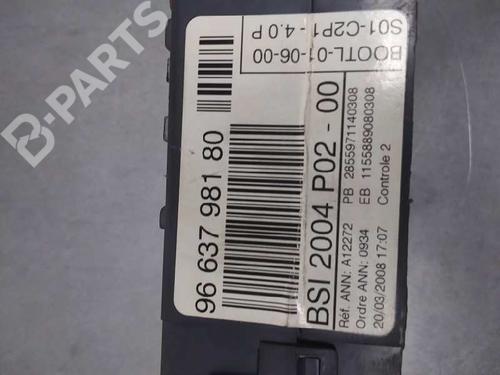 B-PARTS
BOOTL-01-06-00
S01-C2P1 - 4.0 P
96 637 981 80
BSI 2004 P02 - 00
Réf. ANN: A12272 PB 2855971140308
Ordre ANN: 0934 EB 1155889080308
20/03/2008 17:07 Controle 2